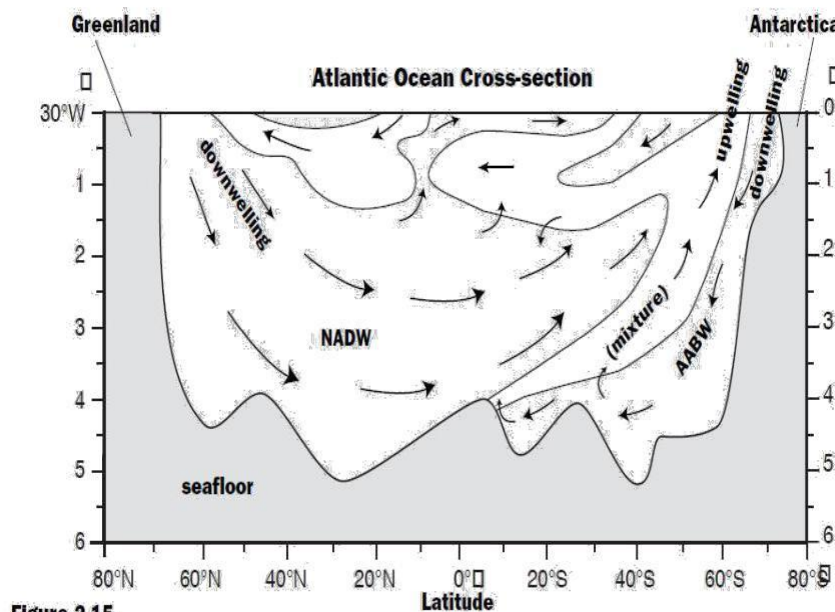 Greenland
Antarctica
Atlantic Ocean Cross-section
30°W
0
1
1
2
2
3
3
4
4
5
5
6
6
downwelling
upwelling
downwelling
NADW
(mixture)
AABW
seafloor
80°N 60°N 40°N 20°N 0° 20°S 40°S 60°S 80°S
Latitude
Figure 2.15